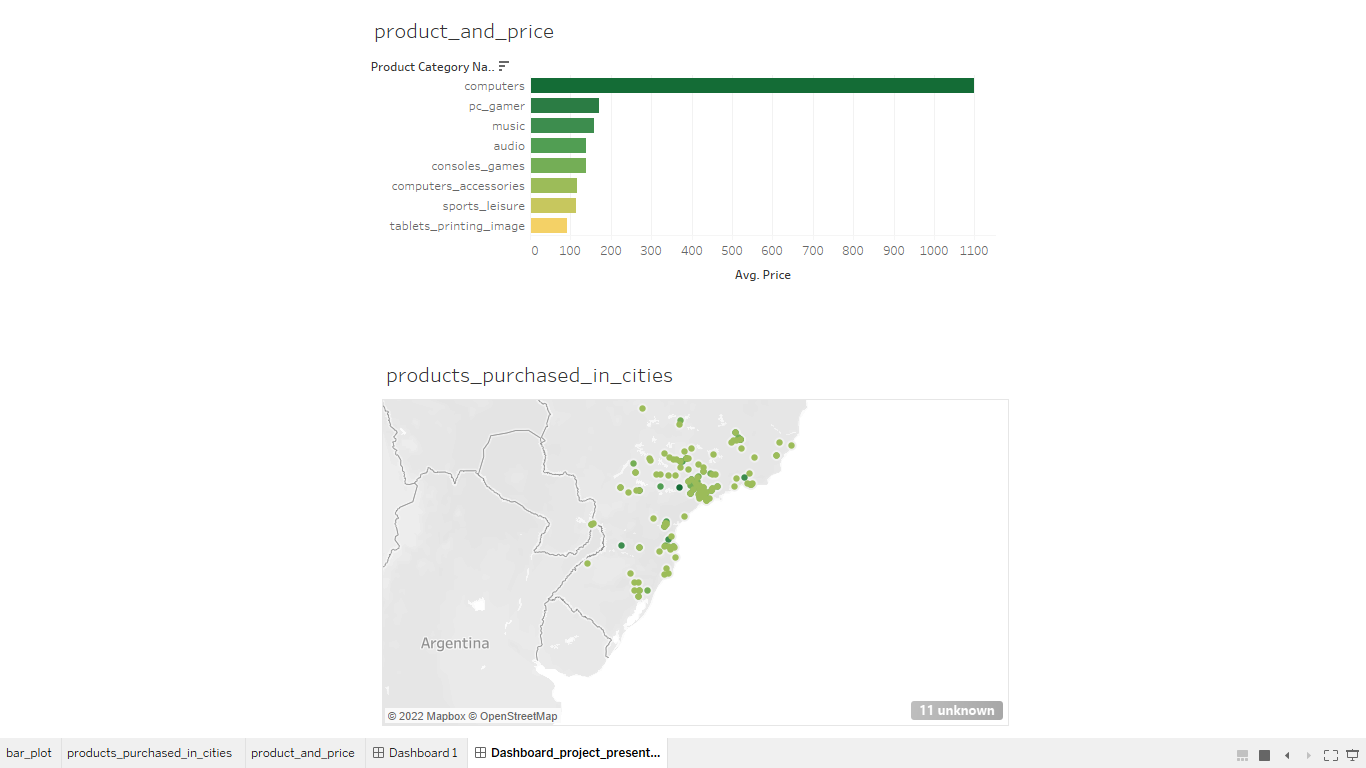 product_and_price
Product Category Na..
computers
pc_gamer
music
audio
consoles_games
computers_accessories
sports_leisure
tablets_printing_image
0 100 200 300 400 500 600 700 800 900 1000 1100
Avg. Price
products_purchased_in_cities
Argentina
© 2022 Mapbox © OpenStreetMap
11 unknown
bar_plot products_purchased_in_cities product_and_price Dashboard 1 Dashboard_project_present...